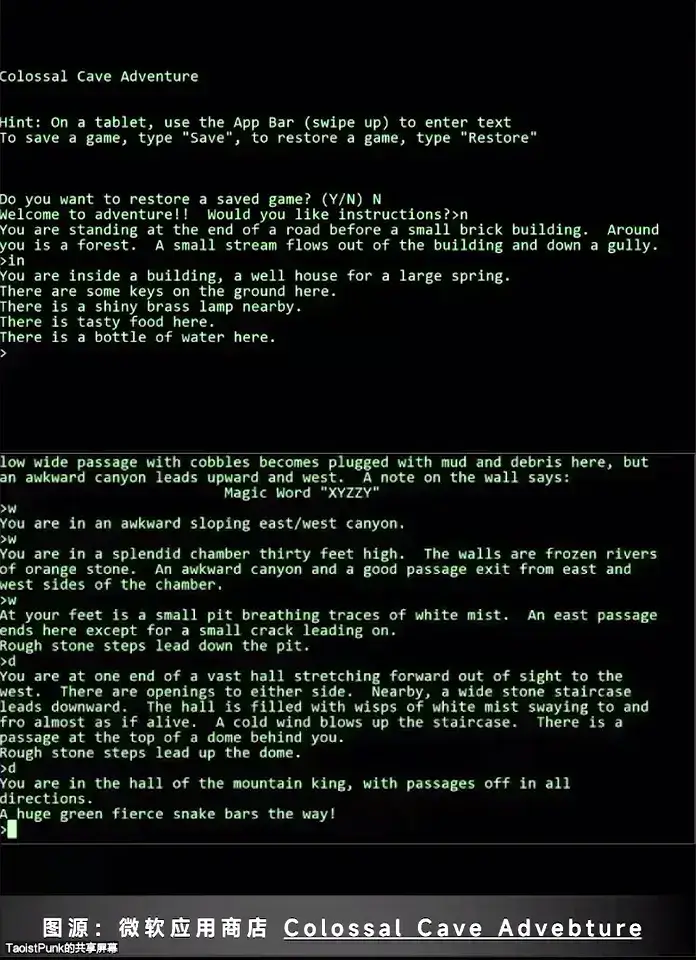 Colossal Cave Adventure
Hint: On a tablet, use the App Bar (swipe up) to enter text
To save a game, type "Save", to restore a game, type "Restore"
Do you want to restore a saved game? (Y/N) N
Welcome to adventure!!  Would you like instructions?>n
You are standing at the end of a road before a small brick building.  Around
you is a forest.  A small stream flows out of the building and down a gully.
>in
You are inside a building, a well house for a large spring.
There are some keys on the ground here.
There is a shiny brass lamp nearby.
There is tasty food here.
There is a bottle of water here.
>
low wide passage with cobbles becomes plugged with mud and debris here, but
an awkward canyon leads upward and west.  A note on the wall says:
Magic Word "XYZZY"
>w
You are in an awkward sloping east/west canyon.
>w
You are in a splendid chamber thirty feet high.  The walls are frozen rivers
of orange stone.  An awkward canyon and a good passage exit from east and
west sides of the chamber.
>w
At your feet is a small pit breathing traces of white mist.  An east passage
ends here except for a small crack leading on.
Rough stone steps lead down the pit.
>d
You are at one end of a vast hall stretching forward out of sight to the
west.  There are openings to either side.  Nearby, a wide stone staircase
leads downward.  The hall is filled with wisps of white mist swaying to and
fro almost as if alive.  A cold wind blows up the staircase.  There is a
passage at the top of a dome behind you.
Rough stone steps lead up the dome.
>d
You are in the hall of the mountain king, with passages off in all
directions.
A huge green fierce snake bars the way!
>
图源：微软应用商店 Colossal Cave Advebture
TaoistPunk的共享屏幕